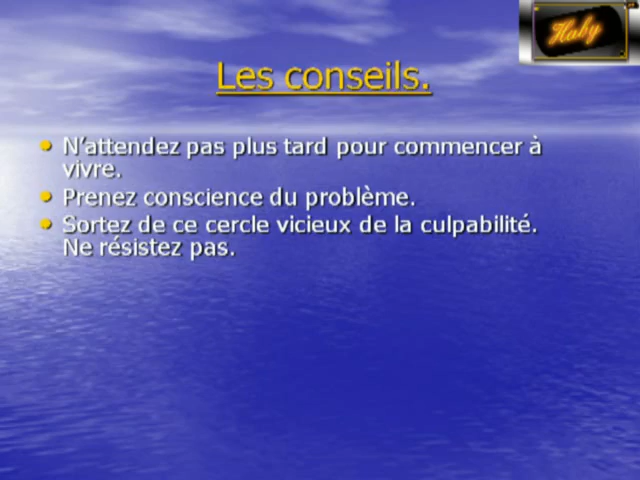 Haby
Les conseils.
• N'attendez pas plus tard pour commencer à
vivre.
• Prenez conscience du problème.
• Sortez de ce cercle vicieux de la culpabilité.
Ne résistez pas.